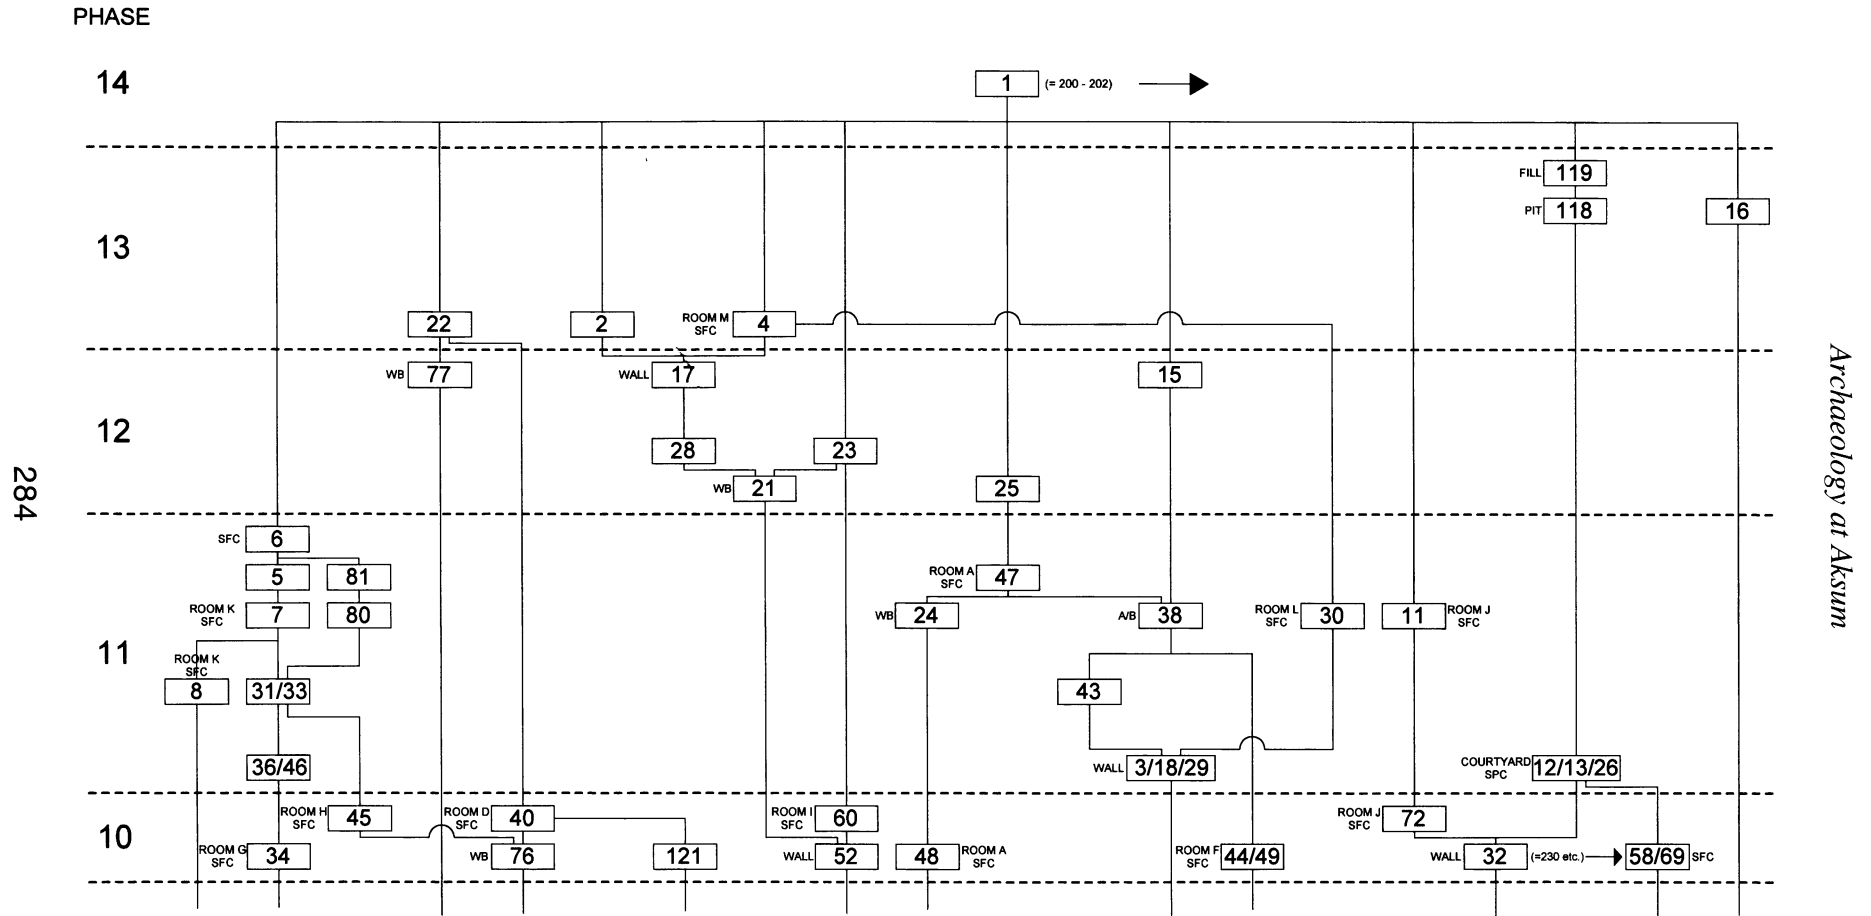 PHASE
14
1 (= 200 - 202)
FILL 119
PIT 118
16
13
22
2
ROOM M
SFC
4
WB 77
WALL 17
15
12
28
23
WB 21
25
SFC 6
5
81
ROOM A
SFC
47
ROOM K
SFC
7
80
WB 24
A/B 38
ROOM L
SFC
30
11
ROOM J
SFC
11
ROOM K
SFC
8
31/33
43
36/46
WALL 3/18/29
COURTYARD
SPC
12/13/26
10
ROOM H
SFC
45
ROOM D
SFC
40
ROOM I
SFC
60
ROOM J
SFC
72
ROOM G
SFC
34
WB 76
121
WALL 52
48
ROOM A
SFC
ROOM F
SFC
44/49
WALL 32 (=230 etc.)
58/69 SFC
284
Archaeology at Aksum